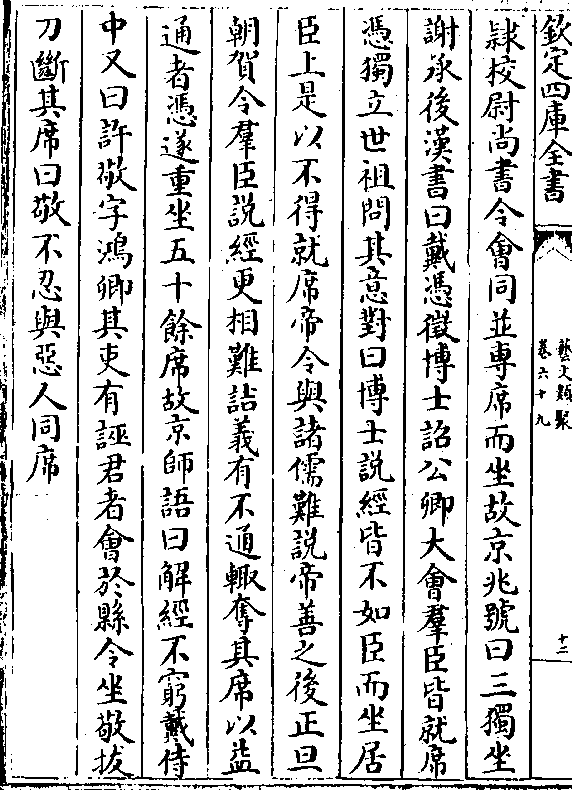 欽定四庫全書
藝文類聚
卷六十九
十二
隷校尉尚書令會同並専席而坐故京兆號曰三獨坐
謝承後漢書曰戴憑徵博士詔公卿大會羣臣皆就席
憑獨立世祖問其意對曰博士説經皆不如臣而坐居
臣上是以不得就席帝令與諸儒難説帝善之後正旦
朝賀令羣臣説經更相難詰義有不通輙奪其席以益
通者憑遂重坐五十餘席故京師語曰解經不窮戴侍
中又曰許敬字鴻卿其吏有誣君者會於縣令坐敬拔
刀斷其席曰敬不忍與惡人同席